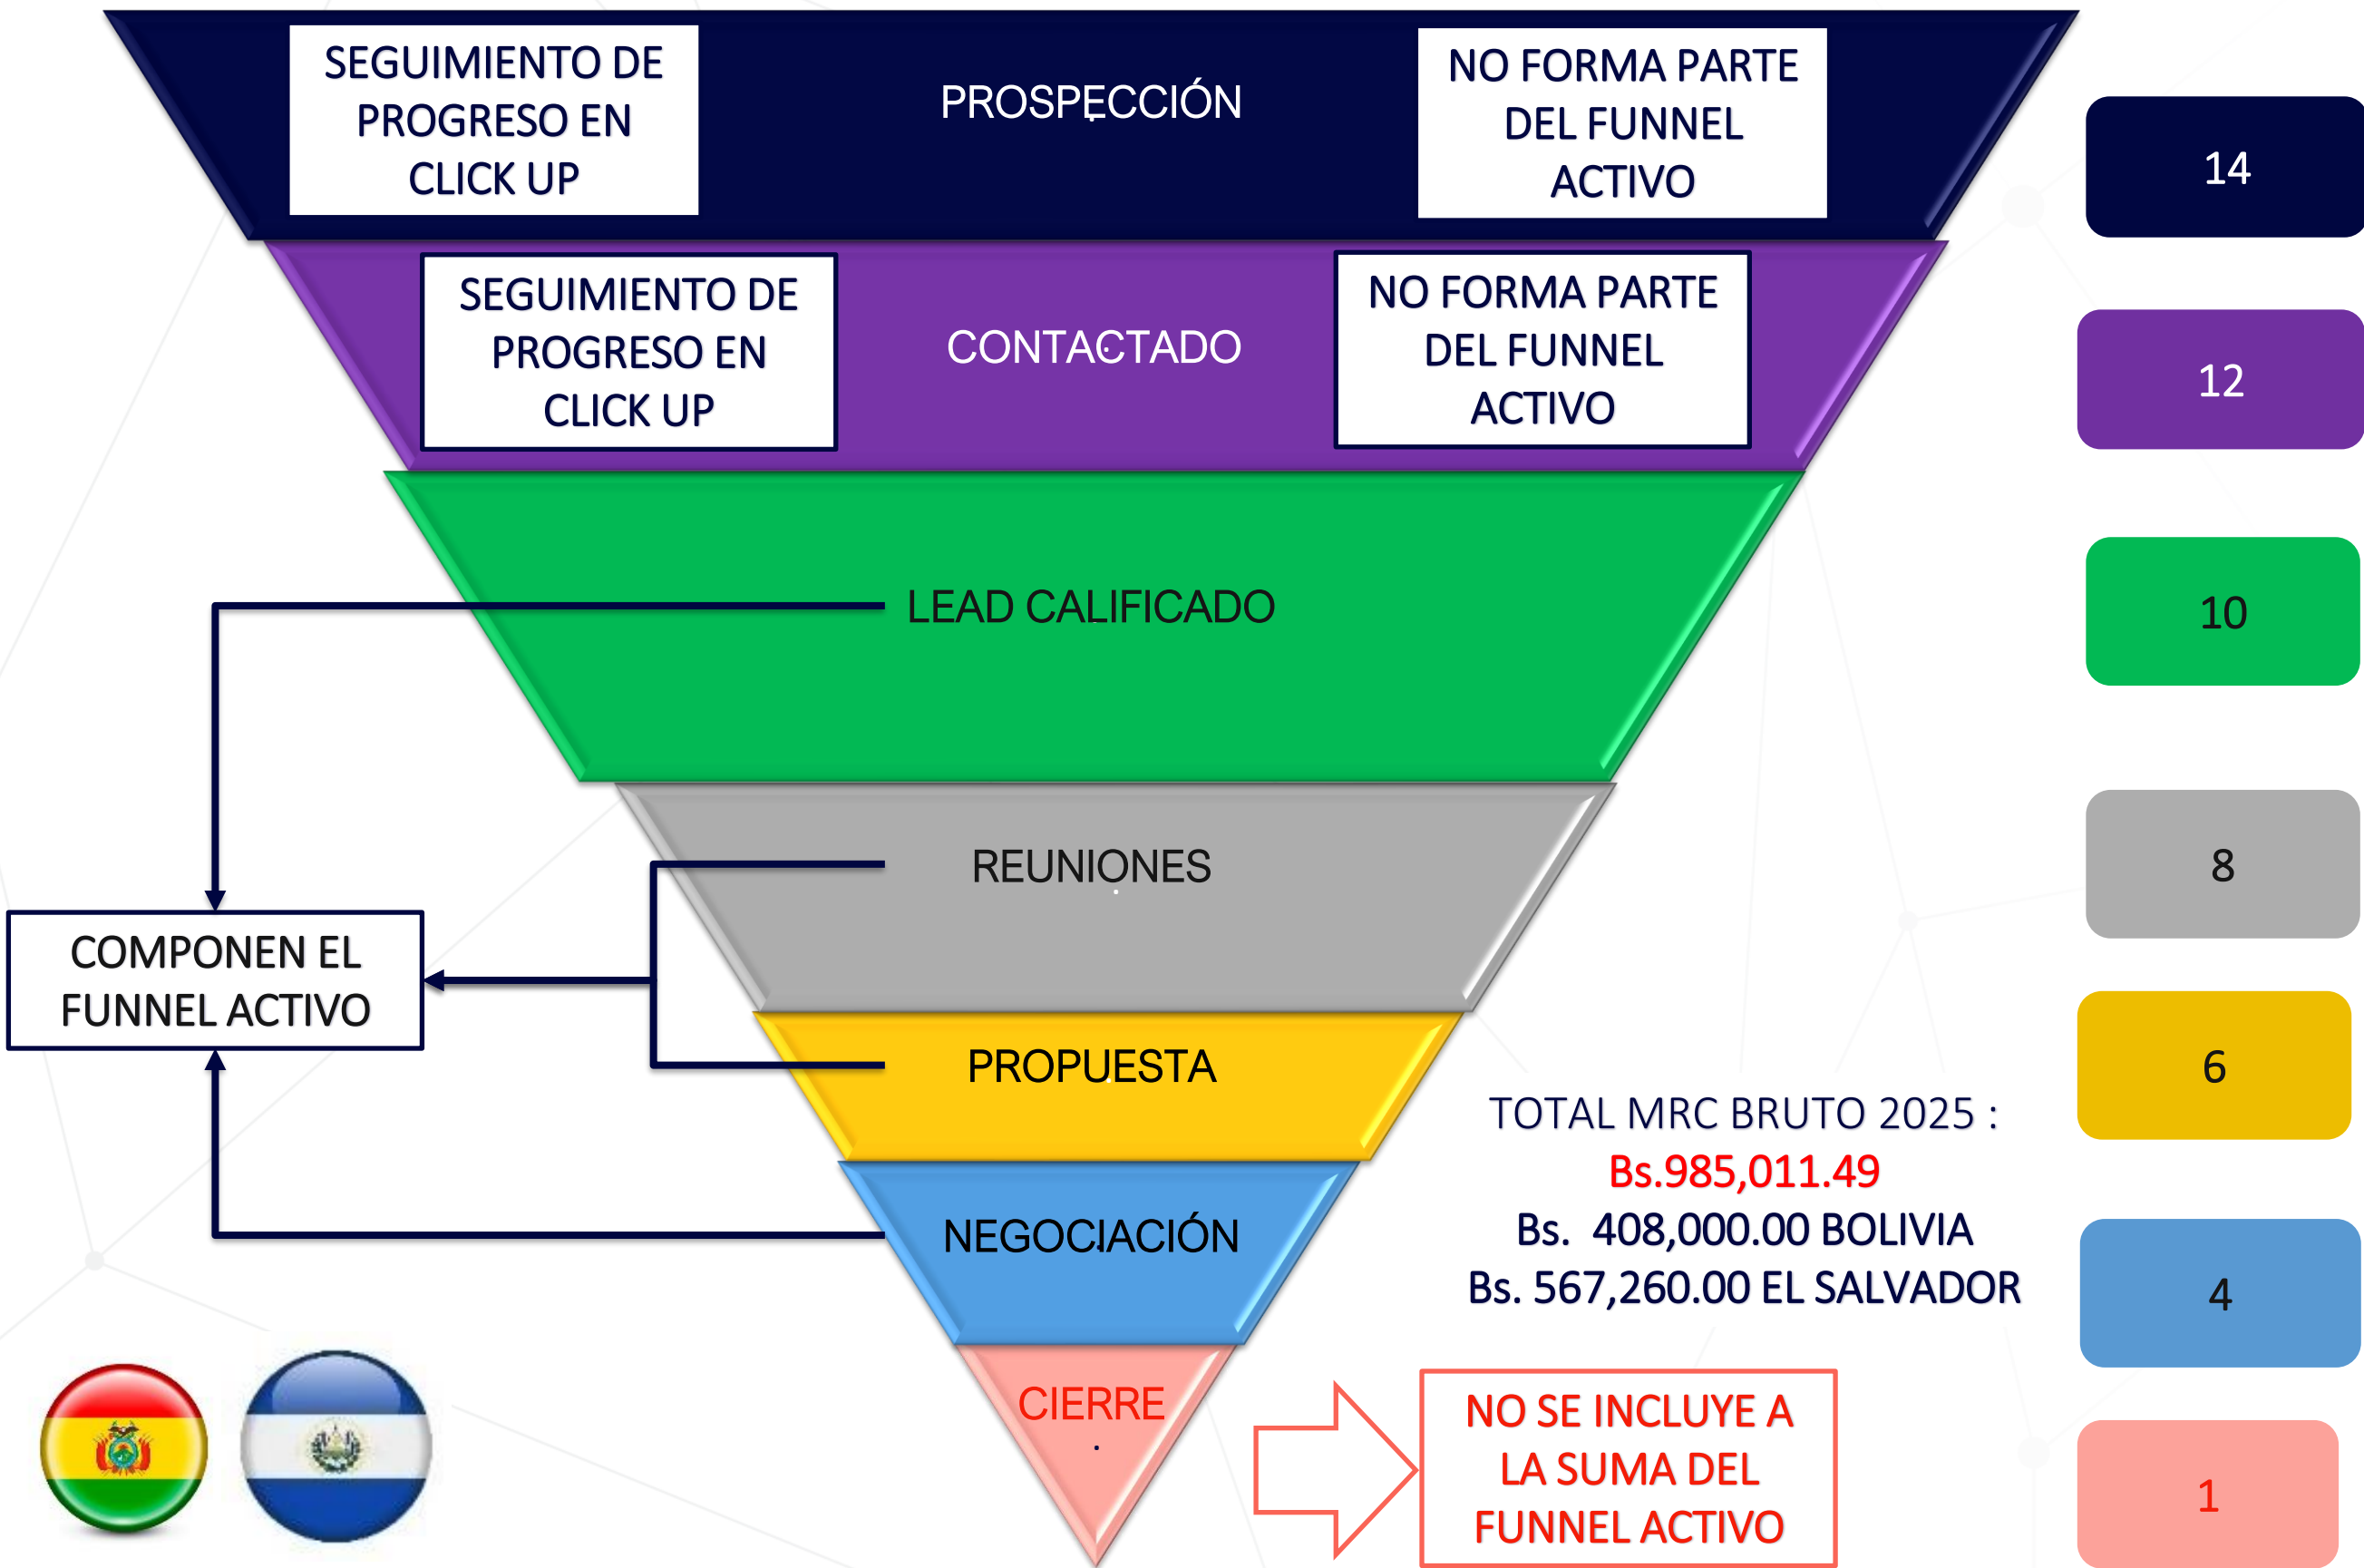 SEGUIMIENTO DE
PROGRESO EN
CLICK UP
PROSPECCIÓN
NO FORMA PARTE
DEL FUNNEL
ACTIVO
14
SEGUIMIENTO DE
PROGRESO EN
CLICK UP
CONTACTADO
NO FORMA PARTE
DEL FUNNEL
ACTIVO
12
LEAD CALIFICADO
10
REUNIONES
8
COMPONEN EL
FUNNEL ACTIVO
PROPUESTA
6
TOTAL MRC BRUTO 2025 :
Bs.985,011.49
Bs.  408,000.00 BOLIVIA
Bs. 567,260.00 EL SALVADOR
NEGOCIACIÓN
4
CIERRE
NO SE INCLUYE A
LA SUMA DEL
FUNNEL ACTIVO
1